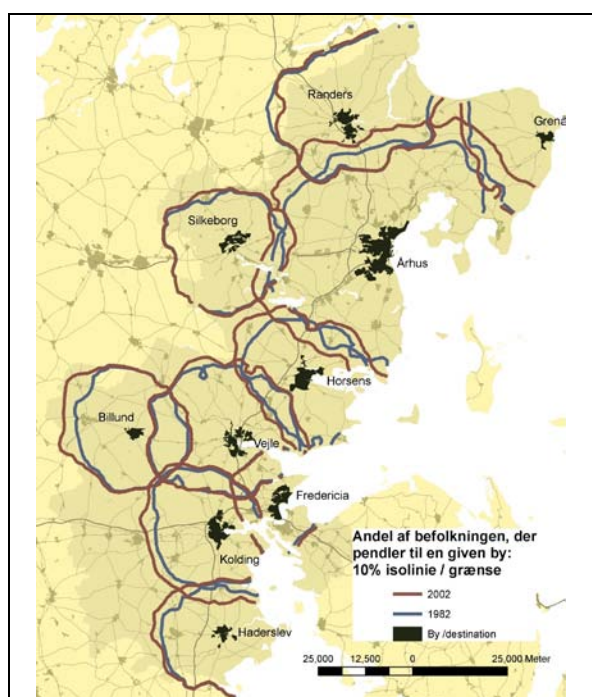 Randers
Grenå
Silkeborg
Århus
Horsens
Billund
Vejle
Fredericia
Kolding
Haderslev
Andel af befolkningen, der
pendler til en given by:
10% isolinie / grænse
2002
1982
By /destination
25,000 12,500 0 25,000 Meter